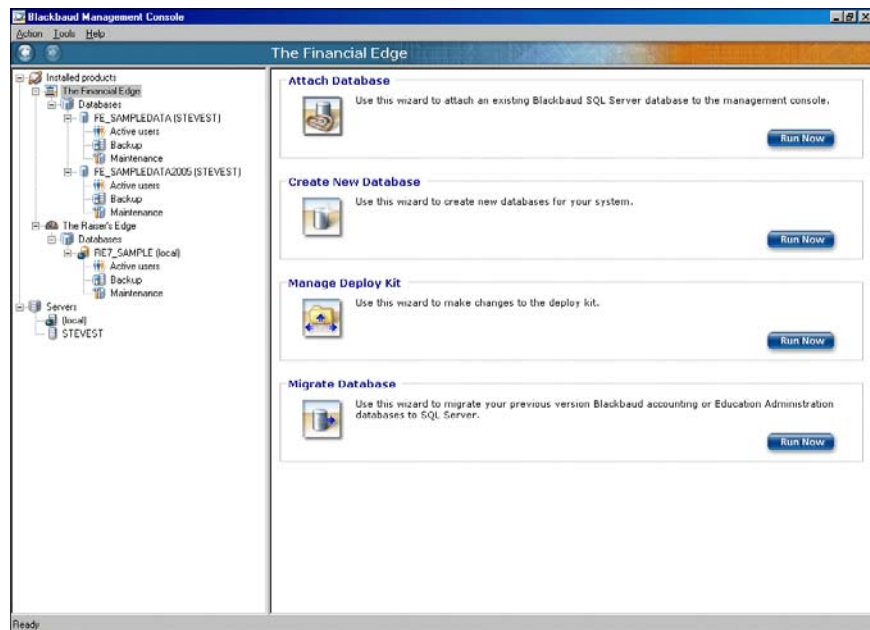 Blackbaud Management Console
Action Tools Help
The Financial Edge
Installed products
The Financial Edge
Databases
FE_SAMPLEDATA (STEVEST)
Active users
Backup
Maintenance
FE_SAMPLEDATA2005 (STEVEST)
Active users
Backup
Maintenance
The Raiser's Edge
Databases
RE7_SAMPLE (local)
Active users
Backup
Maintenance
Servers
(local)
STEVEST
Attach Database
Use this wizard to attach an existing Blackbaud SQL Server database to the management console.
Run Now
Create New Database
Use this wizard to create new databases for your system.
Run Now
Manage Deploy Kit
Use this wizard to make changes to the deploy kit.
Run Now
Migrate Database
Use this wizard to migrate your previous version Blackbaud accounting or Education Administration
databases to SQL Server.
Run Now
Ready